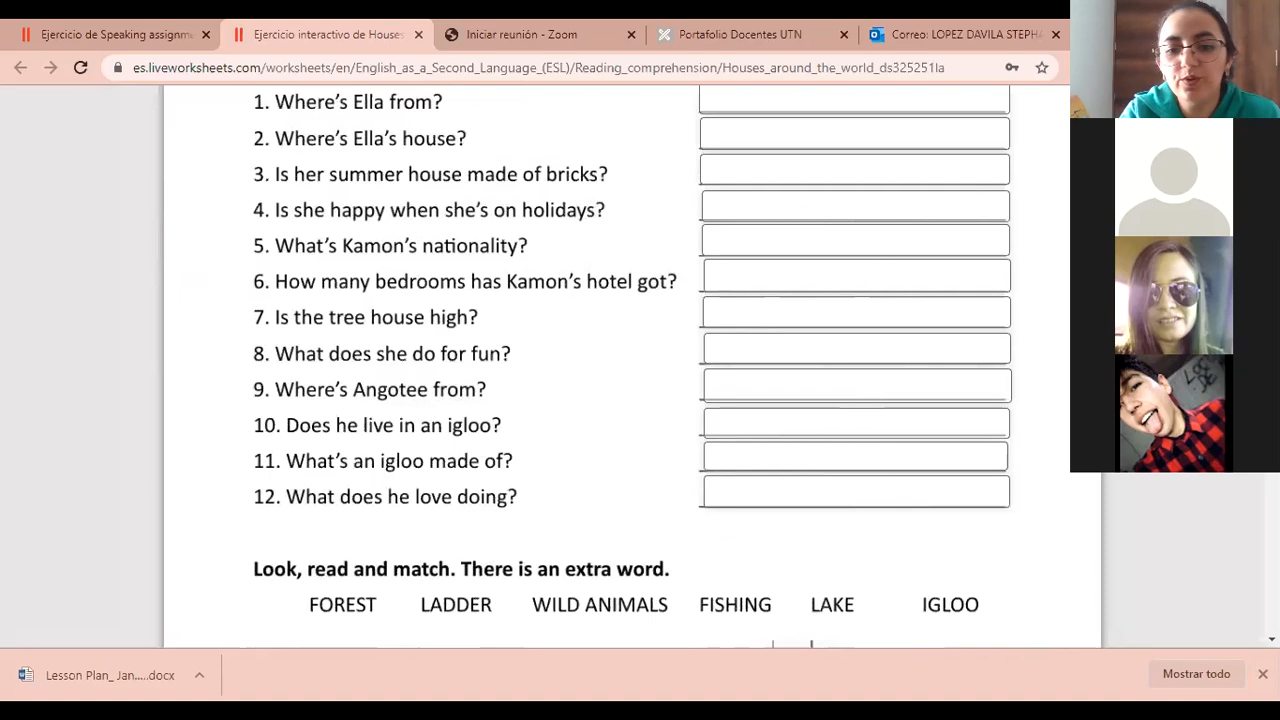 Ejercicio de Speaking assignm
Ejercicio interactivo de Houses
Iniciar reunión - Zoom
Portafolio Docentes UTN
Correo: LOPEZ DAVILA STEPH
es.liveworksheets.com/worksheets/en/English_as_a_Second_Language_(ESL)/Reading_comprehension/Houses_around_the_world_ds325251la
1. Where's Ella from?
2. Where's Ella's house?
3. Is her summer house made of bricks?
4. Is she happy when she's on holidays?
5. What's Kamon's nationality?
6. How many bedrooms has Kamon's hotel got?
7. Is the tree house high?
8. What does she do for fun?
9. Where's Angotee from?
10. Does he live in an igloo?
11. What's an igloo made of?
12. What does he love doing?
Look, read and match. There is an extra word.
FOREST LADDER WILD ANIMALS FISHING LAKE IGLOO
Lesson Plan_ Jan.....docx
Mostrar todo